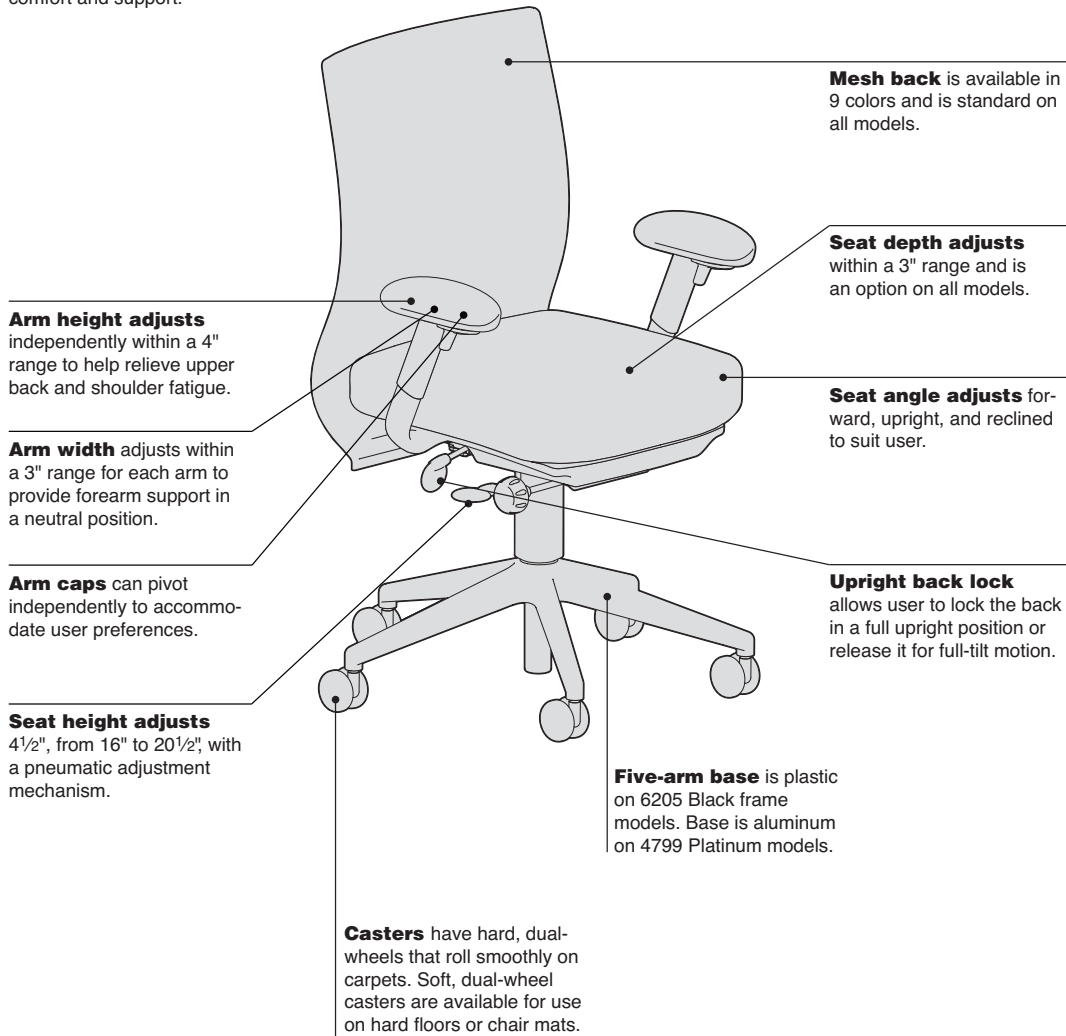 comfort and support.
Mesh back is available in
9 colors and is standard on
all models.
Seat depth adjusts
within a 3" range and is
an option on all models.
Arm height adjusts
independently within a 4"
range to help relieve upper
back and shoulder fatigue.
Seat angle adjusts for-
ward, upright, and reclined
to suit user.
Arm width adjusts within
a 3" range for each arm to
provide forearm support in
a neutral position.
Arm caps can pivot
independently to accommo-
date user preferences.
Upright back lock
allows user to lock the back
in a full upright position or
release it for full-tilt motion.
Seat height adjusts
4½", from 16" to 20½", with
a pneumatic adjustment
mechanism.
Five-arm base is plastic
on 6205 Black frame
models. Base is aluminum
on 4799 Platinum models.
Casters have hard, dual-
wheels that roll smoothly on
carpets. Soft, dual-wheel
casters are available for use
on hard floors or chair mats.